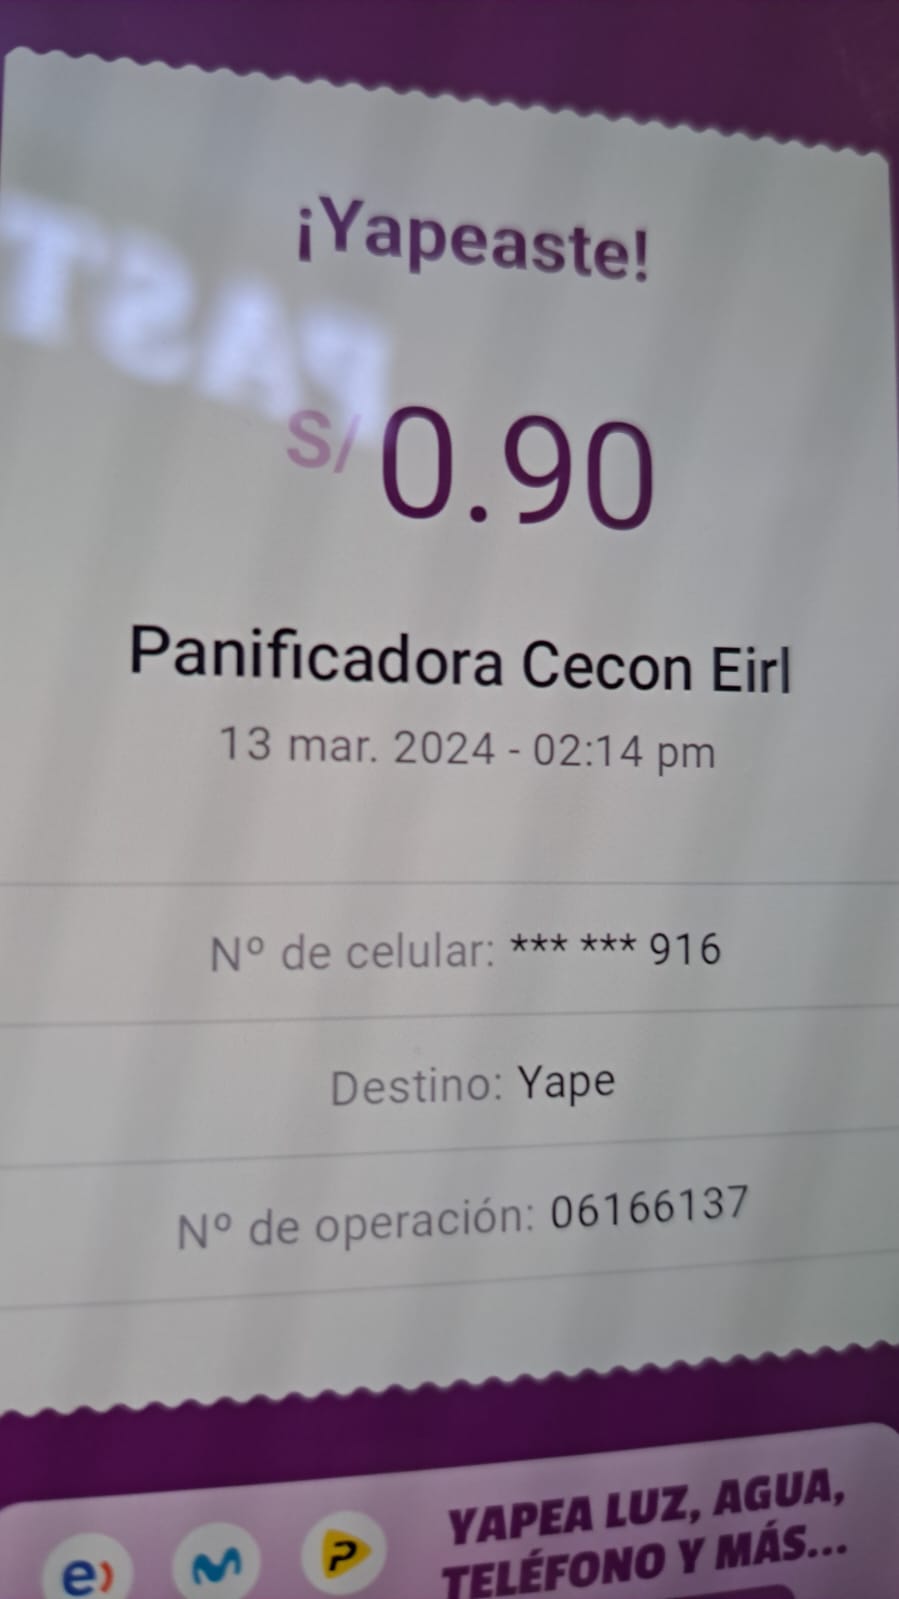 ¡Yapeaste!
PAST
S/ 0.90
Panificadora Cecon Eirl
13 mar. 2024 - 02:14 pm
Nº de celular: *** *** 916
Destino: Yape
Nº de operación: 06166137
YAPEA LUZ, AGUA,
TELÉFONO Y MÁS...